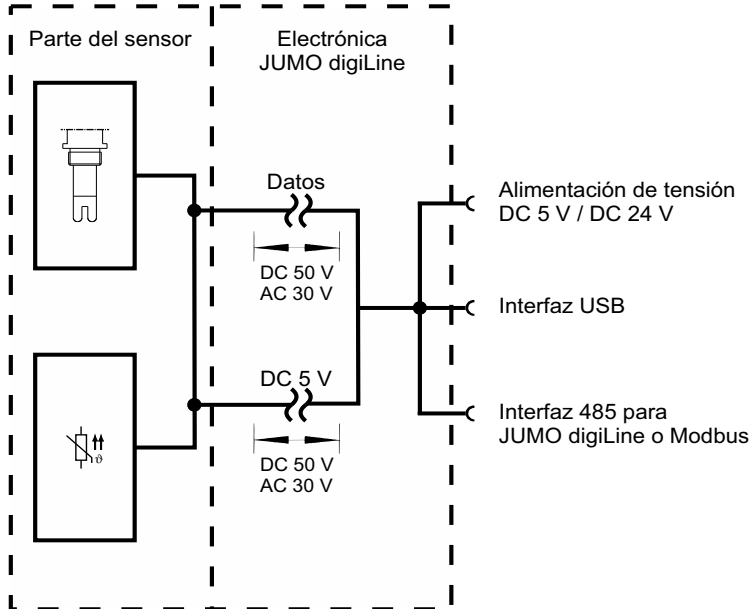 Parte del sensor
Electrónica
JUMO digiLine
Datos
DC 50 V
AC 30 V
DC 5 V
DC 50 V
AC 30 V
ϑ
Alimentación de tensión
DC 5 V / DC 24 V
Interfaz USB
Interfaz 485 para
JUMO digiLine o Modbus